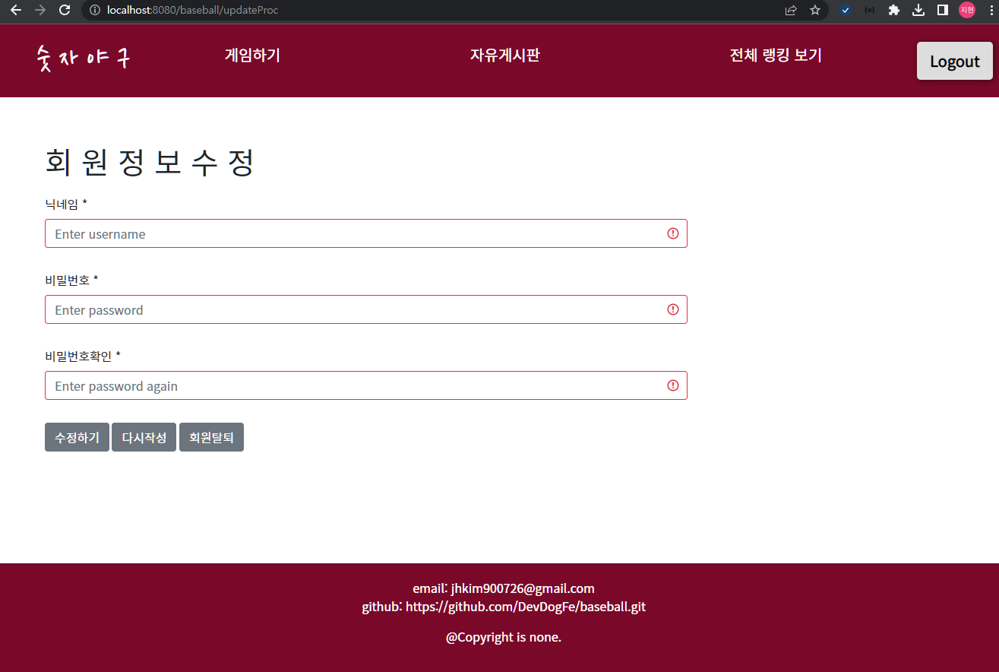 localhost:8080/baseball/updateProc
지현
숫자야구 게임하기 자유게시판 전체 랭킹 보기 Logout
회 원 정 보 수 정
닉네임 *
Enter username
비밀번호 *
Enter password
비밀번호확인 *
Enter password again
수정하기 다시작성 회원탈퇴
email: jhkim900726@gmail.com
github: https://github.com/DevDogFe/baseball.git
@Copyright is none.